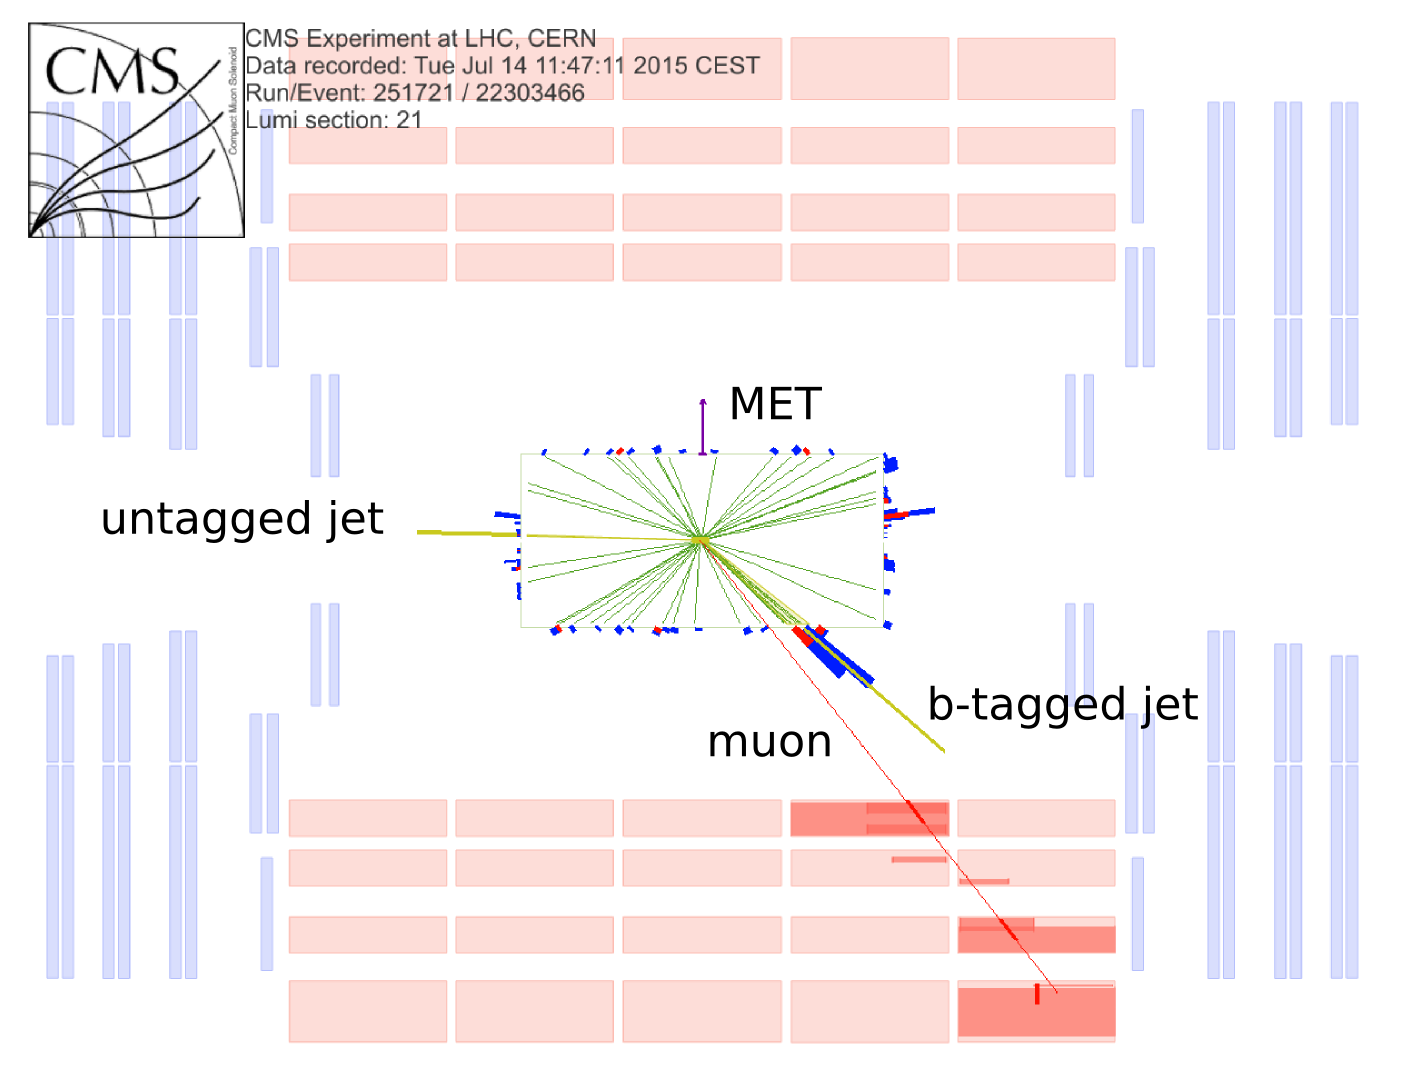 CMS
Compact Muon Solenoid
CMS Experiment at LHC, CERN
Data recorded: Tue Jul 14 11:47:11 2015 CEST
Run/Event: 251721 / 22303466
Lumi section: 21
MET
untagged jet
b-tagged jet
muon